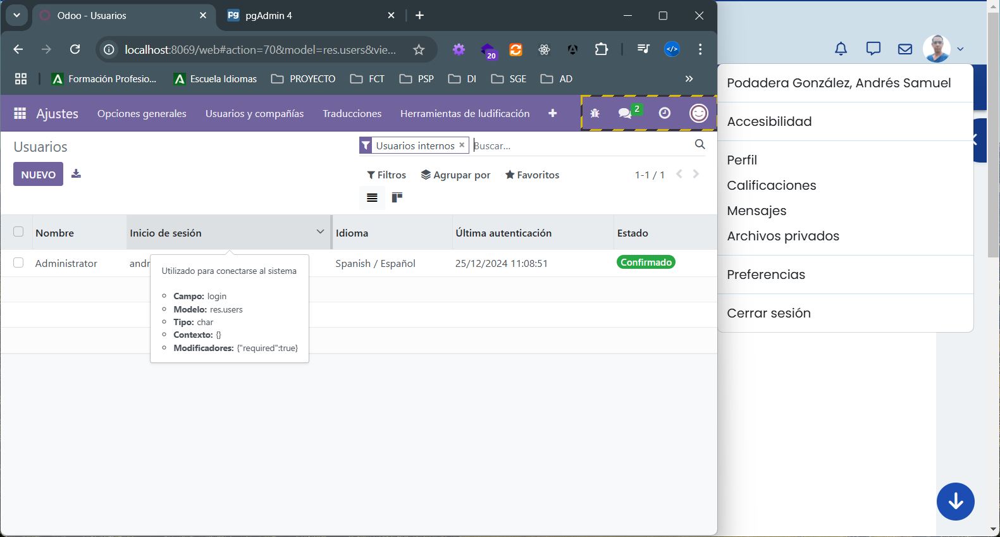 Odoo - Usuarios
pgAdmin 4
localhost:8069/web#action=70&model=res.users&vie...
20
Formación Profesio...
Escuela Idiomas
PROYECTO
FCT
PSP
DI
SGE
AD
Ajustes
Opciones generales
Usuarios y compañías
Traducciones
Herramientas de ludificación
2
Usuarios
Usuarios internos
Buscar...
NUEVO
Filtros
Agrupar por
Favoritos
1-1 / 1
Nombre
Inicio de sesión
Idioma
Última autenticación
Estado
Administrator
andr
Spanish / Español
25/12/2024 11:08:51
Confirmado
Utilizado para conectarse al sistema
Campo: login
Modelo: res.users
Tipo: char
Contexto: {}
Modificadores: {"required":true}
Podadera González, Andrés Samuel
Accesibilidad
Perfil
Calificaciones
Mensajes
Archivos privados
Preferencias
Cerrar sesión